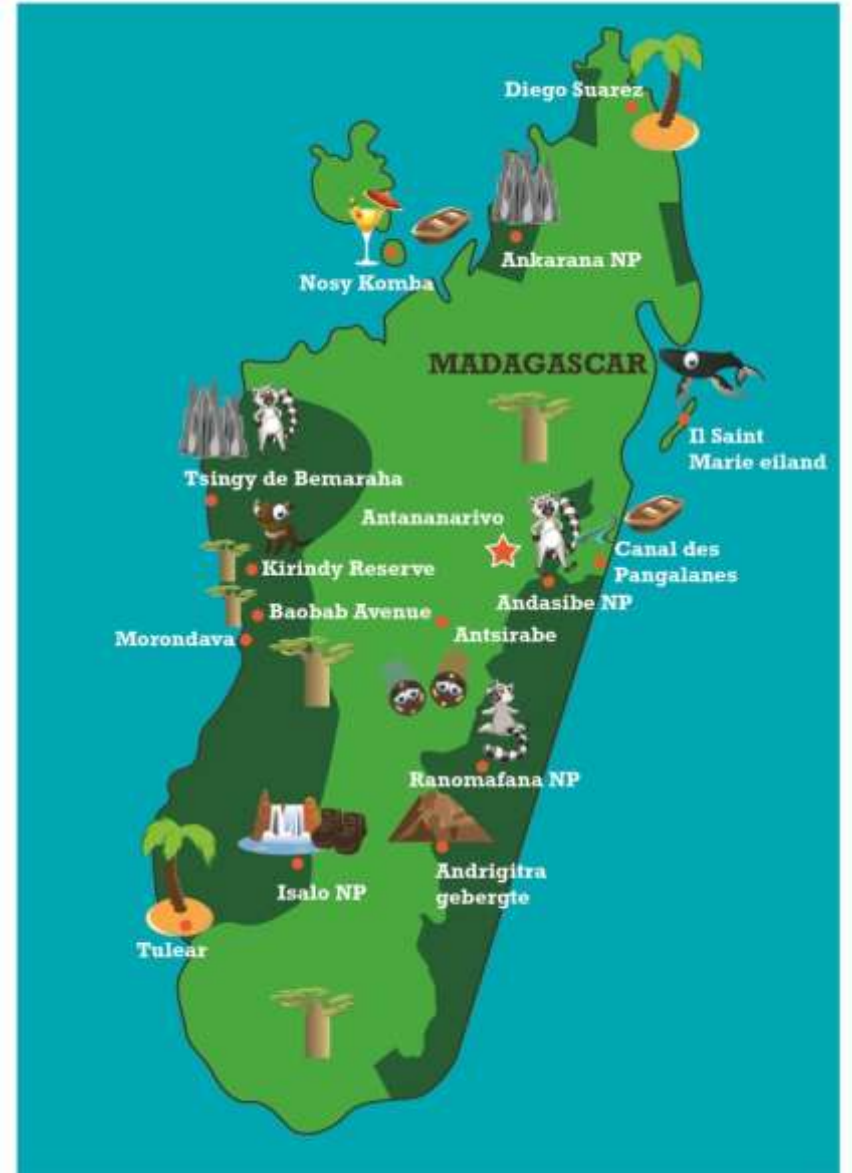 Diego Suarez
Ankarana NP
Nosy Komba
MADAGASCAR
Il Saint
Marie eiland
Tsingy de Bemaraha
Antananarivo
Canal des
Pangalanes
Kirindy Reserve
Andasibe NP
Baobab Avenue
Antsirabe
Morondava
Ranomafana NP
Andrigitra
gebergte
Isalo NP
Tulear